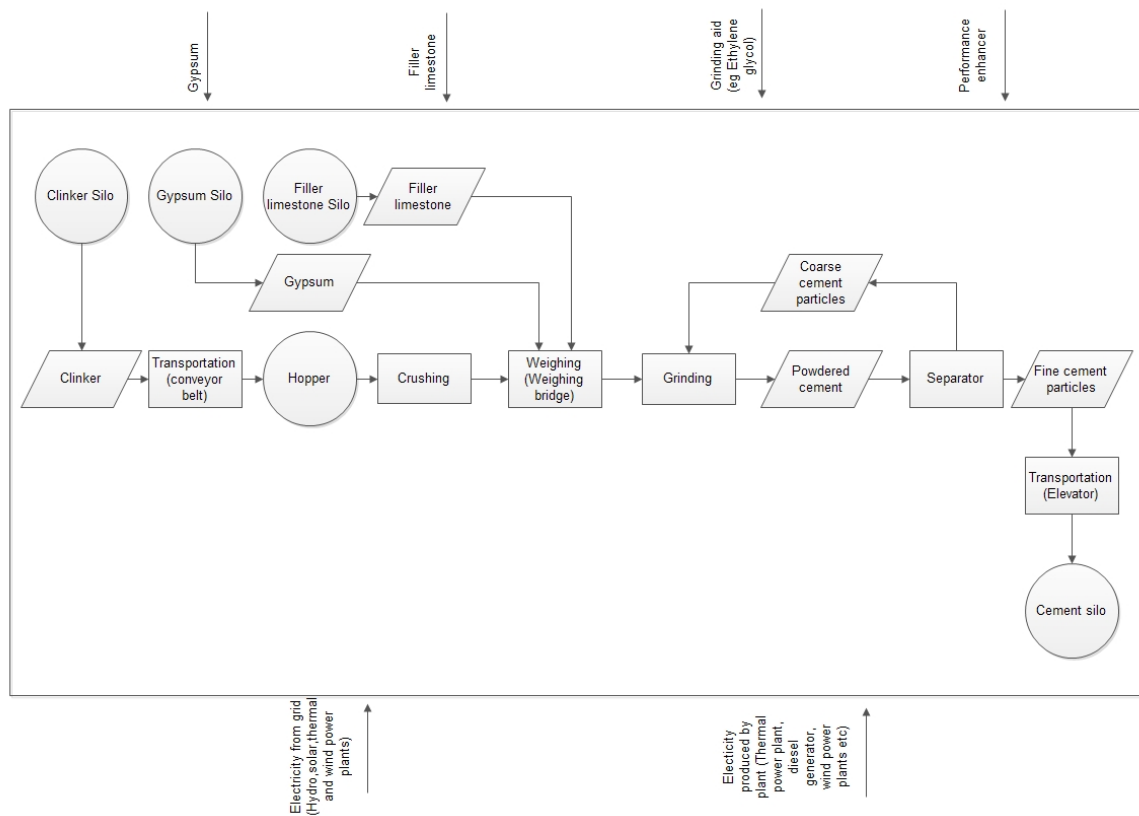 Gypsum
Filler
limestone
Grinding aid
(eg Ethylene
glycol)
Performance
enhancer
Clinker Silo
Gypsum Silo
Filler
limestone Silo
Filler
limestone
Gypsum
Coarse
cement
particles
Clinker
Transportation
(conveyor
belt)
Hopper
Crushing
Weighing
(Weighing
bridge)
Grinding
Powdered
cement
Separator
Fine cement
particles
Transportation
(Elevator)
Cement silo
Electricity from grid
(Hydro,solar,thermal
and wind power
plants)
Electicity
produced by
plant (Thermal
power plant,
diesel
generator,
wind power
plants etc)